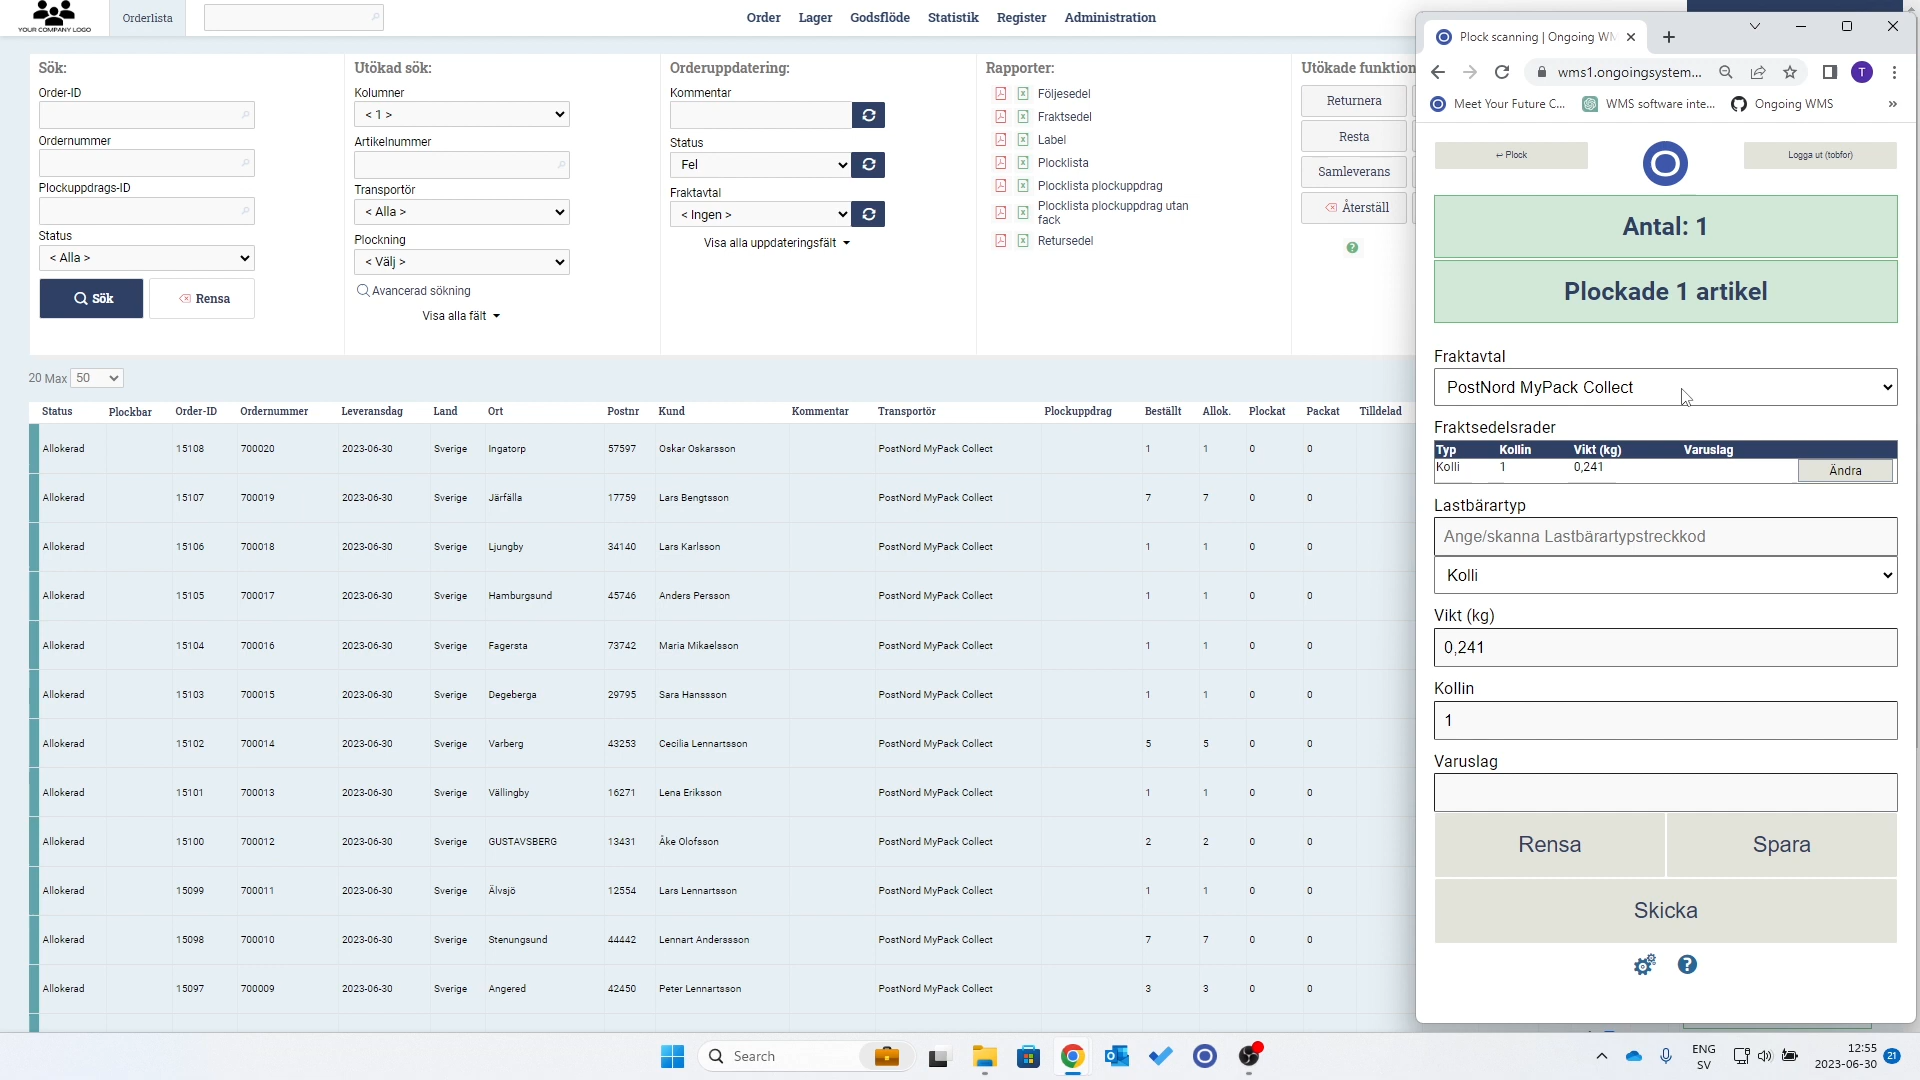 YOUR COMPANY LOGO
Orderlista
Order Lager Godsflöde Statistik Register Administration
Sök:
Order-ID
Ordernummer
Plockuppdrags-ID
Status
< Alla >
Sök Rensa
Utökad sök:
Kolumner
< 1 >
Artikelnummer
Transportör
< Alla >
Plockning
< Välj >
Avancerad sökning
Visa alla fält
Orderuppdatering:
Kommentar
Status
Fel
Fraktavtal
< Ingen >
Visa alla uppdateringsfält
Rapporter:
Följesedel
Fraktsedel
Label
Plocklista
Plocklista plockuppdrag
Plocklista plockuppdrag utan
fack
Retursedel
Utökade funktion
Returnera
Resta
Samleverans
Återställ
20 Max 50
Status Plockbar Order-ID Ordernummer Leveransdag Land Ort Postnr Kund Kommentar Transportör Plockuppdrag Beställt Allok. Plockat Packat Tilldelad
Allokerad 15108 700020 2023-06-30 Sverige Ingatorp 57597 Oskar Oskarsson PostNord MyPack Collect 1 1 0 0
Allokerad 15107 700019 2023-06-30 Sverige Järfälla 17759 Lars Bengtsson PostNord MyPack Collect 7 7 0 0
Allokerad 15106 700018 2023-06-30 Sverige Ljungby 34140 Lars Karlsson PostNord MyPack Collect 1 1 0 0
Allokerad 15105 700017 2023-06-30 Sverige Hamburgsund 45746 Anders Persson PostNord MyPack Collect 1 1 0 0
Allokerad 15104 700016 2023-06-30 Sverige Fagersta 73742 Maria Mikaelsson PostNord MyPack Collect 1 1 0 0
Allokerad 15103 700015 2023-06-30 Sverige Degeberga 29795 Sara Hanssson PostNord MyPack Collect 1 1 0 0
Allokerad 15102 700014 2023-06-30 Sverige Varberg 43253 Cecilia Lennartsson PostNord MyPack Collect 5 5 0 0
Allokerad 15101 700013 2023-06-30 Sverige Vällingby 16271 Lena Eriksson PostNord MyPack Collect 1 1 0 0
Allokerad 15100 700012 2023-06-30 Sverige GUSTAVSBERG 13431 Åke Olofsson PostNord MyPack Collect 2 2 0 0
Allokerad 15099 700011 2023-06-30 Sverige Älvsjö 12554 Lars Lennartsson PostNord MyPack Collect 1 1 0 0
Allokerad 15098 700010 2023-06-30 Sverige Stenungsund 44442 Lennart Anderssson PostNord MyPack Collect 7 7 0 0
Allokerad 15097 700009 2023-06-30 Sverige Angered 42450 Peter Lennartsson PostNord MyPack Collect 3 3 0 0
Plock scanning | Ongoing WM
wms1.ongoingsystem... T
Meet Your Future C... WMS software inte... Ongoing WMS »
↩ Plock Logga ut (tobfor)
Antal: 1
Plockade 1 artikel
Fraktavtal
PostNord MyPack Collect
Fraktsedelsrader
Typ Kollin Vikt (kg) Varuslag
Kolli 1 0,241 Ändra
Lastbärartyp
Ange/skanna Lastbärartypstreckkod
Kolli
Vikt (kg)
0,241
Kollin
1
Varuslag
Rensa Spara
Skicka
Search
ENG
SV
12:55
2023-06-30
21